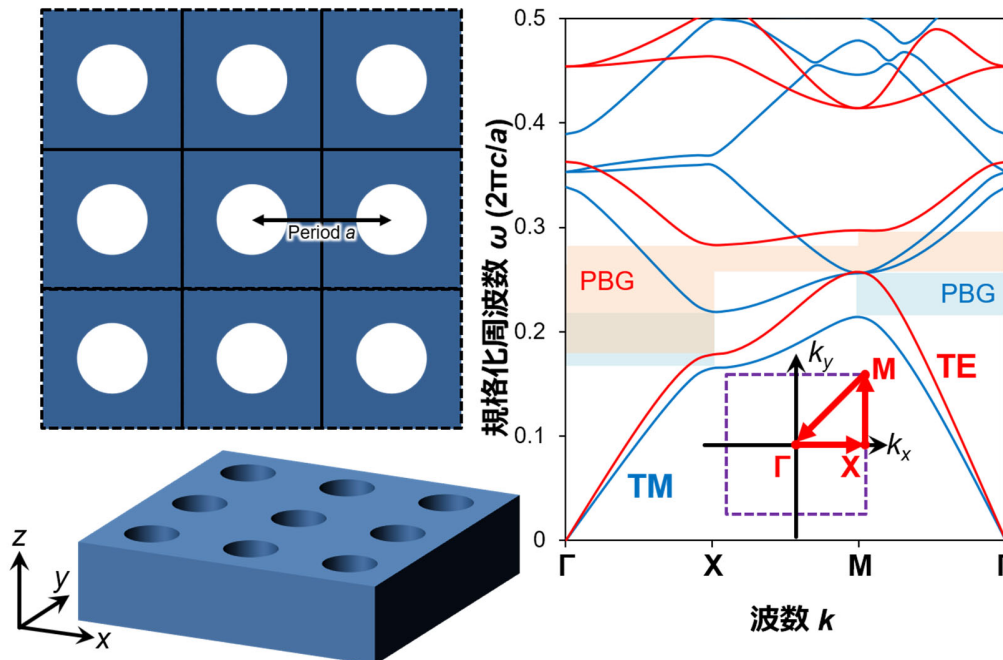 Period a
z
y
x
規格化周波数 ω (2πc/a)
0.5
0.4
0.3
0.2
0.1
0
PBG
PBG
TM
TE
k_y
M
Γ
X
k_x
Γ
X
M
Γ
波数 k